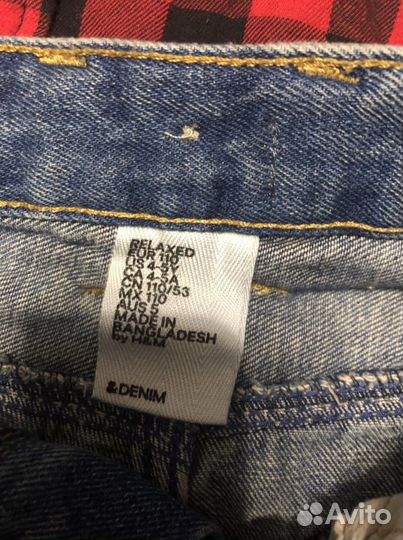 RELAXED
EUR 110
US 4-5Y
CA 4-4
CN 110/53
MX 110
AUS 5
MADE IN
BANGLADESH
by H&M
&DENIM
Avito